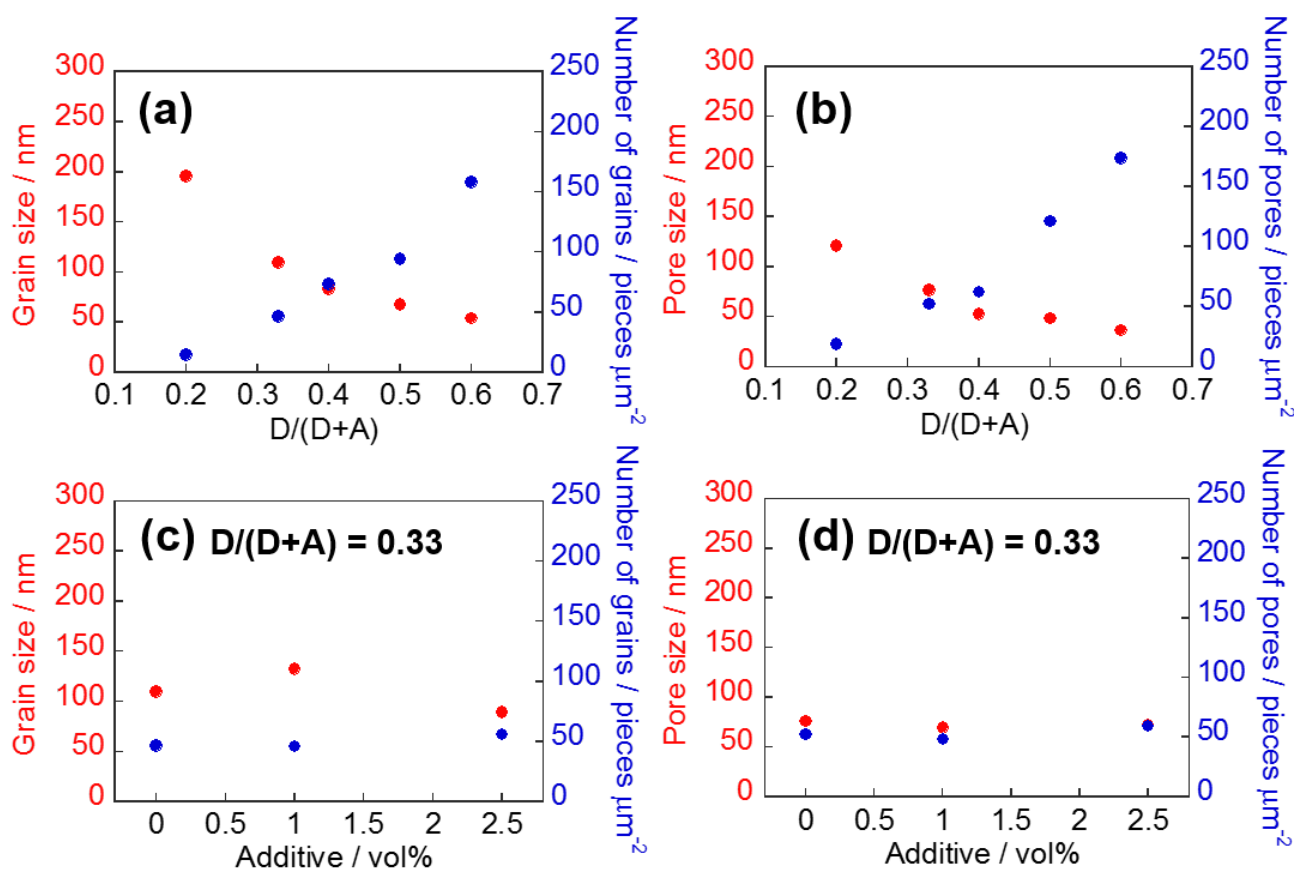 (a)
Grain size / nm
300
250
200
150
100
50
0
0.1 0.2 0.3 0.4 0.5 0.6 0.7
D/(D+A)
250
200
150
100
50
0
Number of grains / pieces μm-2
(b)
Pore size / nm
300
250
200
150
100
50
0
0.1 0.2 0.3 0.4 0.5 0.6 0.7
D/(D+A)
250
200
150
100
50
0
Number of pores / pieces μm-2
(c) D/(D+A) = 0.33
Grain size / nm
300
250
200
150
100
50
0
0 0.5 1 1.5 2 2.5
Additive / vol%
250
200
150
100
50
0
Number of grains / pieces μm-2
(d) D/(D+A) = 0.33
Pore size / nm
300
250
200
150
100
50
0
0 0.5 1 1.5 2 2.5
Additive / vol%
250
200
150
100
50
0
Number of pores / pieces μm-2